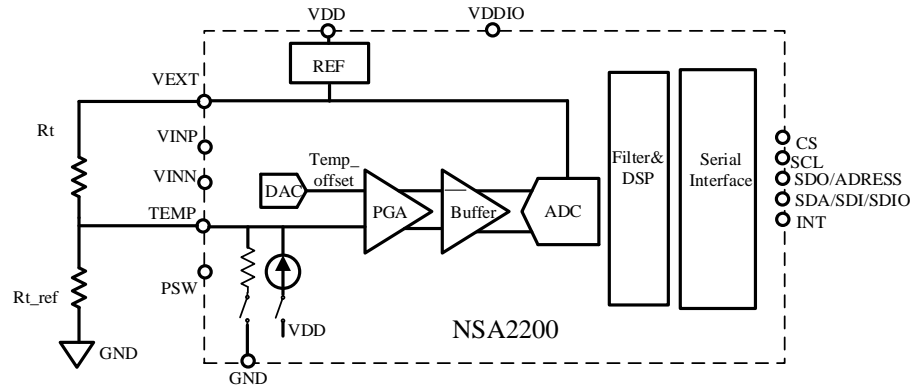 VDD
VDDIO
REF
VEXT
Rt
VINP
VINN
TEMP
Temp_
offset
DAC
PGA
Buffer
ADC
Filter&
DSP
Serial
Interface
CS
SCL
SDO/ADRESS
SDA/SDI/SDIO
INT
PSW
Rt_ref
GND
VDD
GND
NSA2200